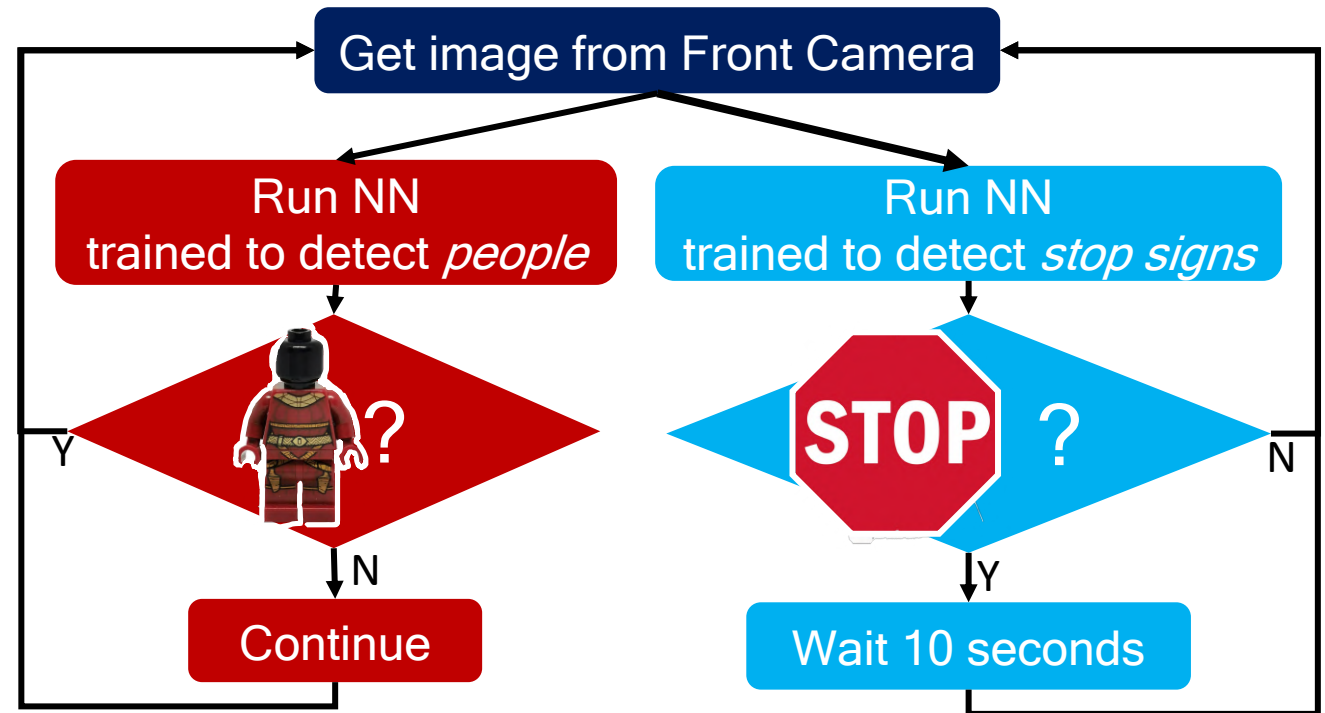 Get image from Front Camera
Run NN
trained to detect people
Run NN
trained to detect stop signs
?
STOP ?
Y
N
N
Y
Continue
Wait 10 seconds